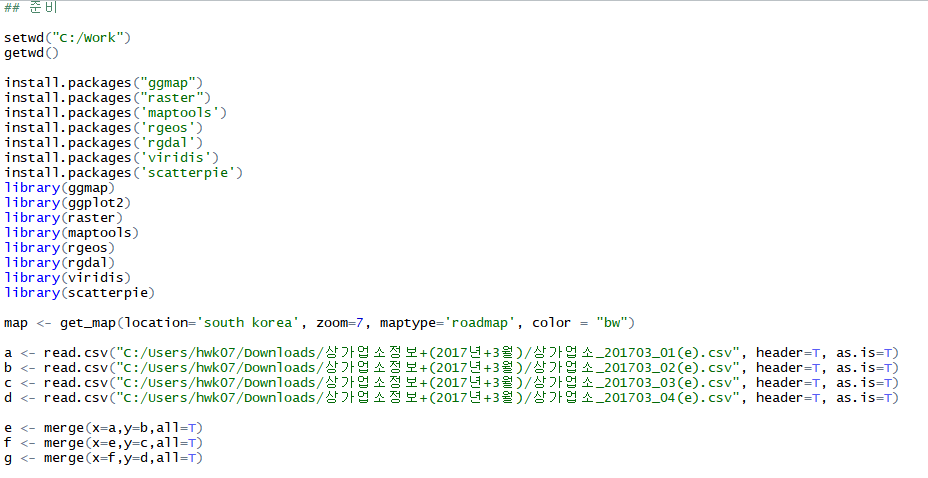 ## 준비
setwd("C:/Work")
getwd()
install.packages("ggmap")
install.packages("raster")
install.packages('maptools')
install.packages('rgeos')
install.packages('rgdal')
install.packages('viridis')
install.packages('scatterpie')
library(ggmap)
library(ggplot2)
library(raster)
library(maptools)
library(rgeos)
library(rgdal)
library(viridis)
library(scatterpie)
map <- get_map(location='south korea', zoom=7, maptype='roadmap', color = "bw")
a <- read.csv("C:/Users/hwk07/Downloads/상가업소정보+(2017년+3월)/상가업소_201703_01(e).csv", header=T, as.is=T)
b <- read.csv("C:/Users/hwk07/Downloads/상가업소정보+(2017년+3월)/상가업소_201703_02(e).csv", header=T, as.is=T)
c <- read.csv("C:/Users/hwk07/Downloads/상가업소정보+(2017년+3월)/상가업소_201703_03(e).csv", header=T, as.is=T)
d <- read.csv("C:/Users/hwk07/Downloads/상가업소정보+(2017년+3월)/상가업소_201703_04(e).csv", header=T, as.is=T)
e <- merge(x=a,y=b,all=T)
f <- merge(x=e,y=c,all=T)
g <- merge(x=f,y=d,all=T)